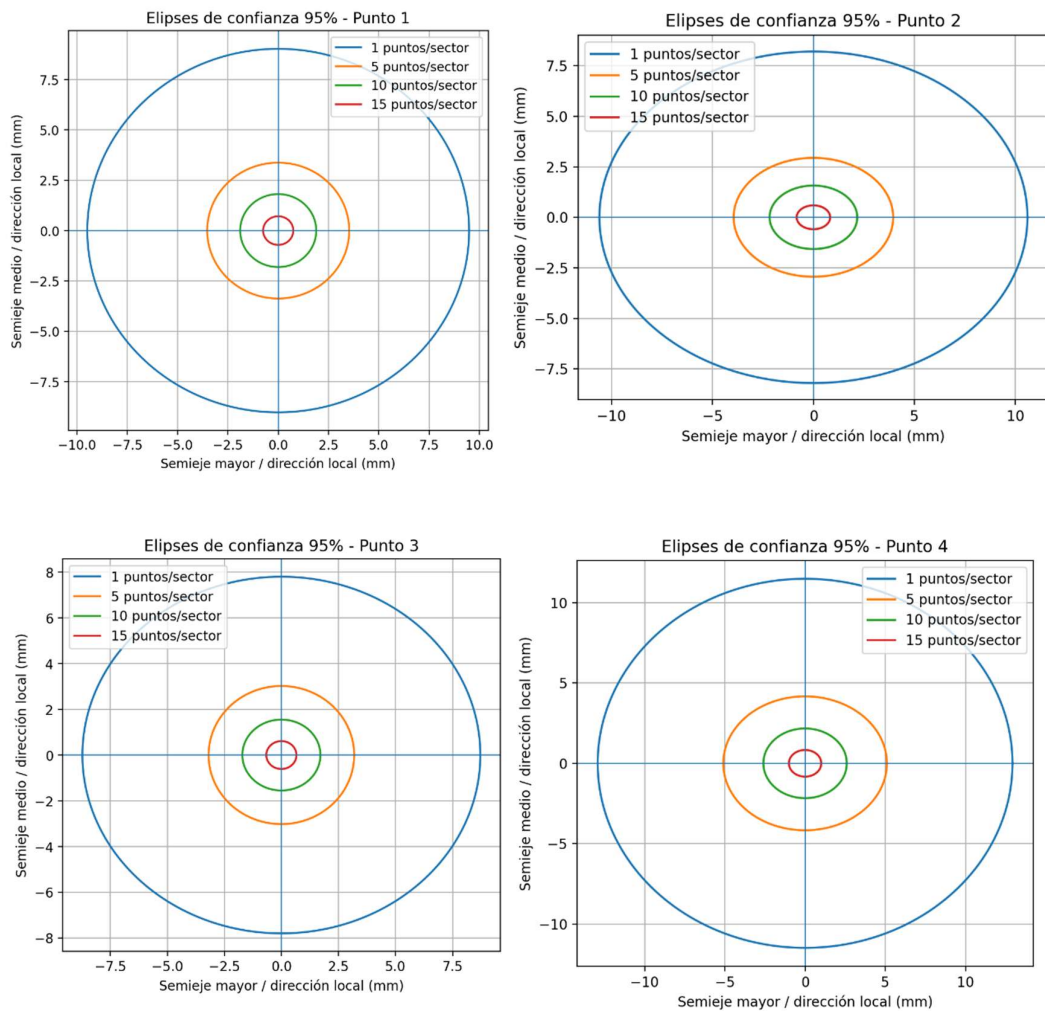 Elipses de confianza 95% - Punto 1
1 puntos/sector
5 puntos/sector
10 puntos/sector
15 puntos/sector
Semieje medio / dirección local (mm)
7.5
5.0
2.5
0.0
−2.5
−5.0
−7.5
−10.0 −7.5 −5.0 −2.5 0.0 2.5 5.0 7.5 10.0
Semieje mayor / dirección local (mm)
Elipses de confianza 95% - Punto 2
1 puntos/sector
5 puntos/sector
10 puntos/sector
15 puntos/sector
Semieje medio / dirección local (mm)
7.5
5.0
2.5
0.0
−2.5
−5.0
−7.5
−10 −5 0 5 10
Semieje mayor / dirección local (mm)
Elipses de confianza 95% - Punto 3
1 puntos/sector
5 puntos/sector
10 puntos/sector
15 puntos/sector
Semieje medio / dirección local (mm)
8
6
4
2
0
−2
−4
−6
−8
−7.5 −5.0 −2.5 0.0 2.5 5.0 7.5
Semieje mayor / dirección local (mm)
Elipses de confianza 95% - Punto 4
1 puntos/sector
5 puntos/sector
10 puntos/sector
15 puntos/sector
Semieje medio / dirección local (mm)
10
5
0
−5
−10
−10 −5 0 5 10
Semieje mayor / dirección local (mm)